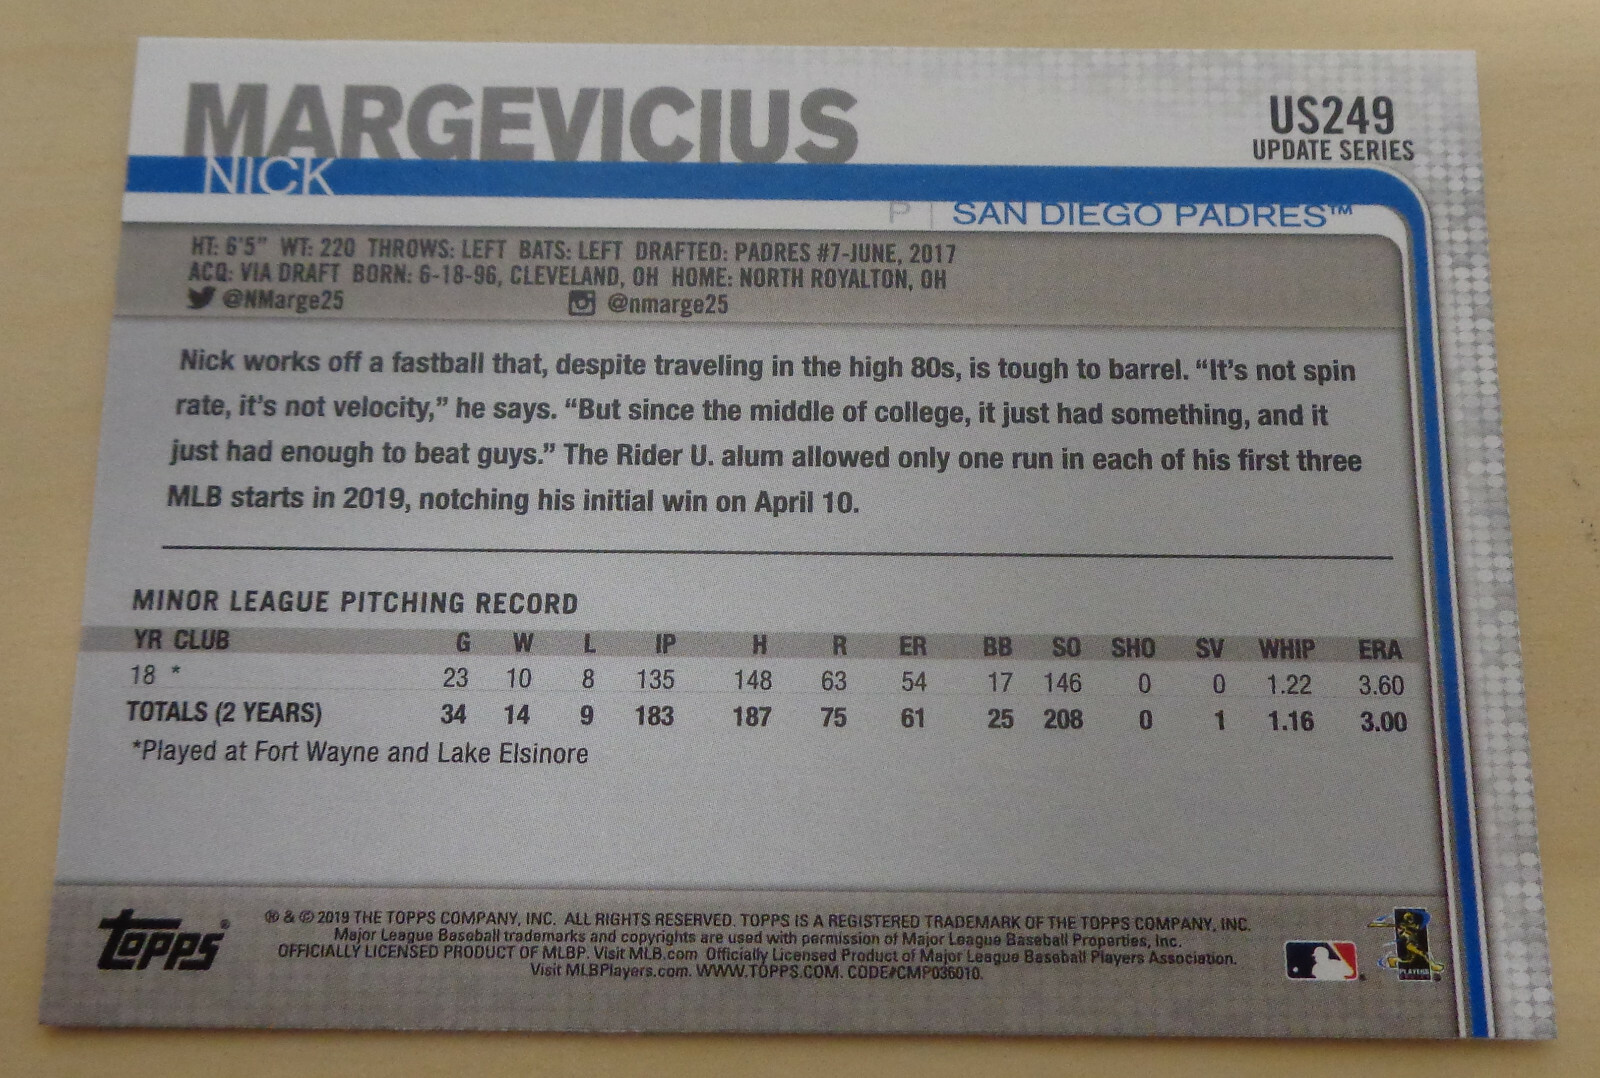 MARGEVICIUS
NICK
US249
UPDATE SERIES
P | SAN DIEGO PADRES™
HT: 6'5" WT: 220 THROWS: LEFT BATS: LEFT DRAFTED: PADRES #7-JUNE, 2017
ACQ: VIA DRAFT BORN: 6-18-96, CLEVELAND, OH HOME: NORTH ROYALTON, OH
@NMarge25 @nmarge25
Nick works off a fastball that, despite traveling in the high 80s, is tough to barrel. “It’s not spin
rate, it’s not velocity,” he says. “But since the middle of college, it just had something, and it
just had enough to beat guys.” The Rider U. alum allowed only one run in each of his first three
MLB starts in 2019, notching his initial win on April 10.
MINOR LEAGUE PITCHING RECORD
YR CLUB G W L IP H R ER BB SO SHO SV WHIP ERA
18 * 23 10 8 135 148 63 54 17 146 0 0 1.22 3.60
TOTALS (2 YEARS) 34 14 9 183 187 75 61 25 208 0 1 1.16 3.00
*Played at Fort Wayne and Lake Elsinore
Topps®
® & © 2019 THE TOPPS COMPANY, INC. ALL RIGHTS RESERVED. TOPPS IS A REGISTERED TRADEMARK OF THE TOPPS COMPANY, INC.
Major League Baseball trademarks and copyrights are used with permission of Major League Baseball Properties, Inc.
OFFICIALLY LICENSED PRODUCT OF MLBP. Visit MLB.com Officially Licensed Product of Major League Baseball Players Association.
Visit MLBPlayers.com. WWW.TOPPS.COM. CODE#CMP036010.
PLAYERS